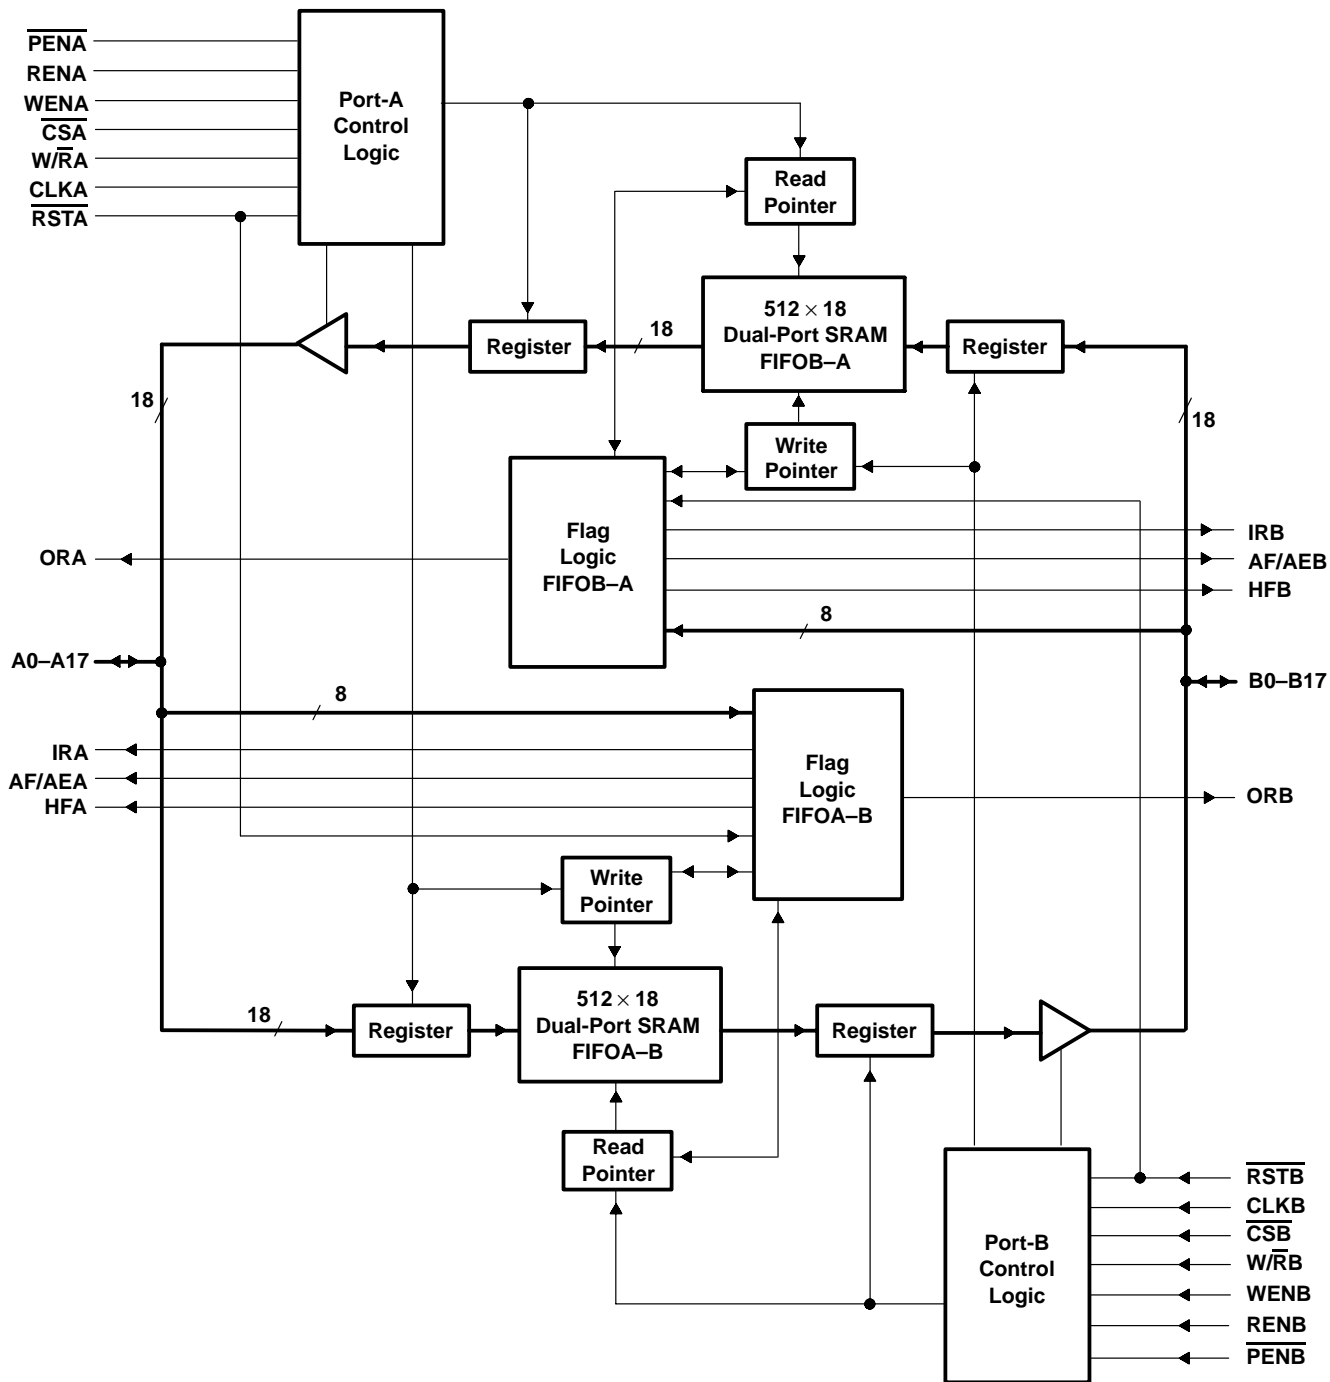 PENA
RENA
WENA
CSA
W/RA
CLKA
RSTA
Port-A
Control
Logic
Read
Pointer
512 × 18
Dual-Port SRAM
FIFOB–A
Register
18
Register
18
18
Write
Pointer
Flag
Logic
FIFOB–A
ORA
IRB
AF/AEB
HFB
8
A0–A17
B0–B17
8
IRA
AF/AEA
HFA
Flag
Logic
FIFOA–B
ORB
Write
Pointer
18
Register
512 × 18
Dual-Port SRAM
FIFOA–B
Register
Read
Pointer
Port-B
Control
Logic
RSTB
CLKB
CSB
W/RB
WENB
RENB
PENB